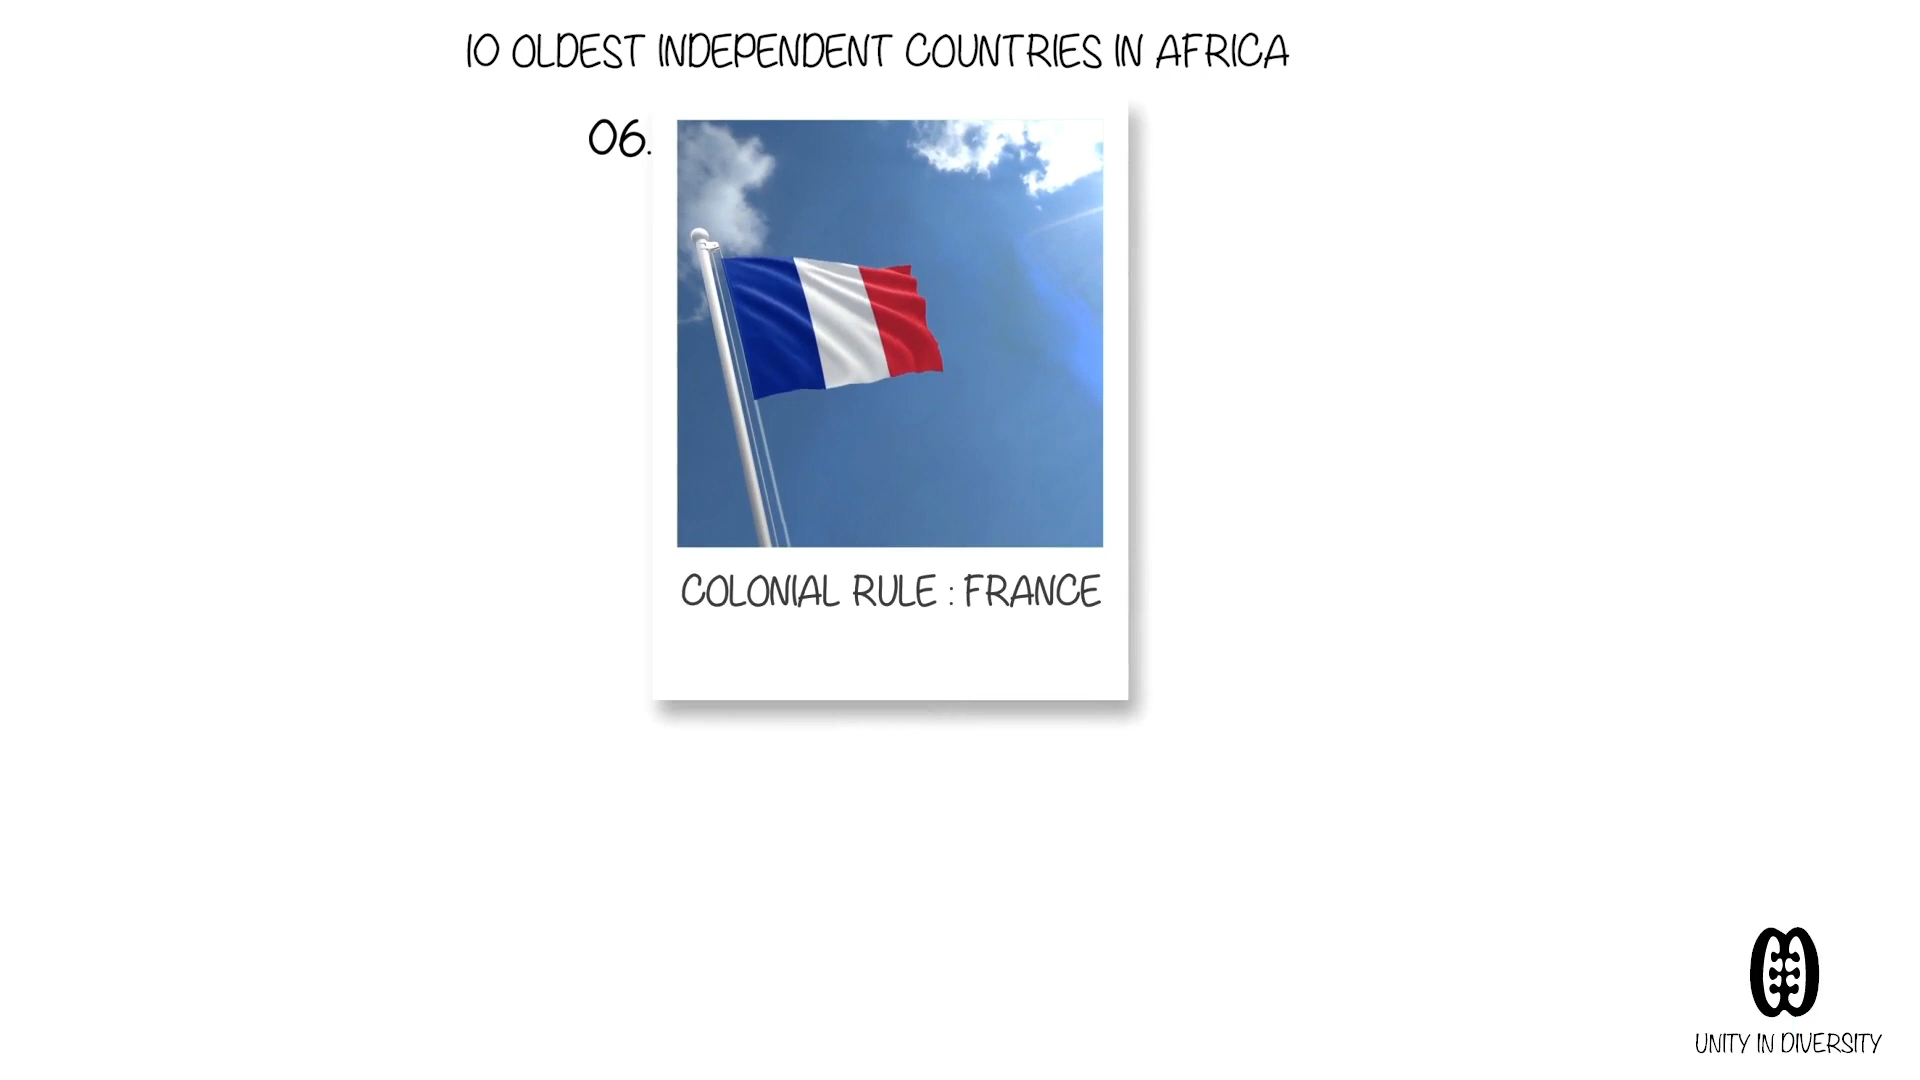 10 OLDEST INDEPENDENT COUNTRIES IN AFRICA
06.
COLONIAL RULE : FRANCE
UNITY IN DIVERSITY